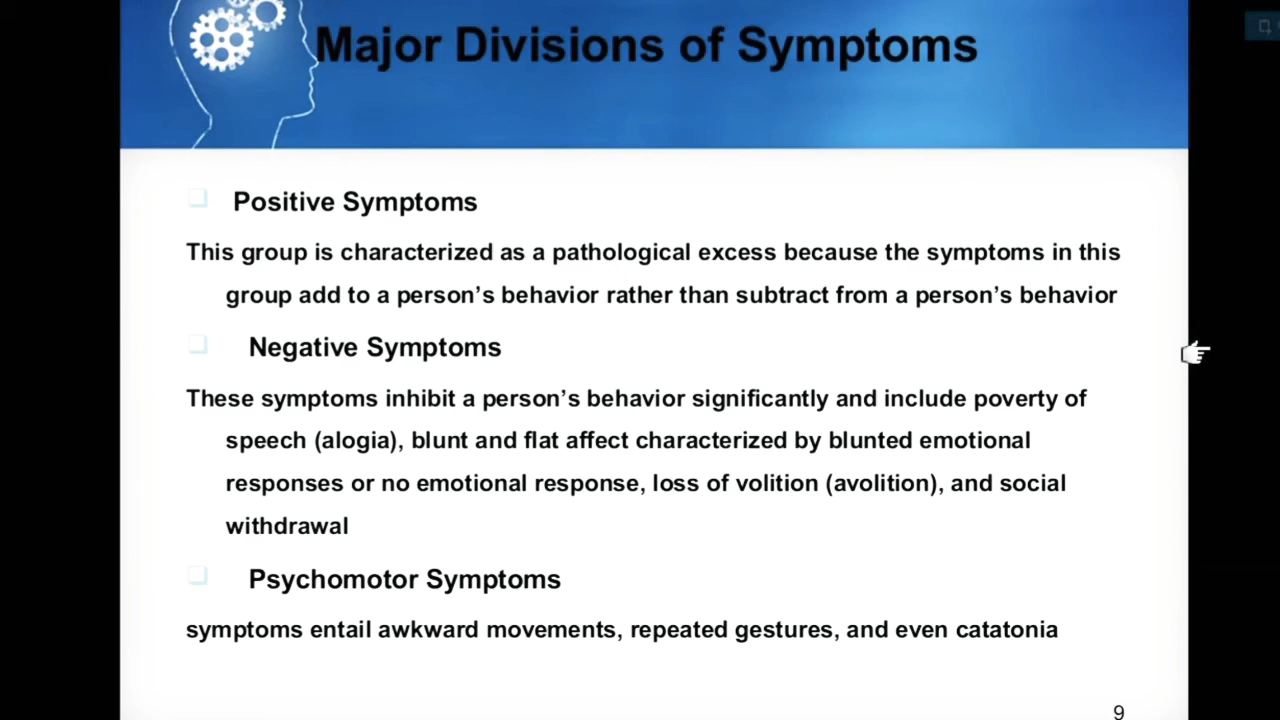 Major Divisions of Symptoms
Positive Symptoms
This group is characterized as a pathological excess because the symptoms in this
group add to a person’s behavior rather than subtract from a person’s behavior
Negative Symptoms
These symptoms inhibit a person’s behavior significantly and include poverty of
speech (alogia), blunt and flat affect characterized by blunted emotional
responses or no emotional response, loss of volition (avolition), and social
withdrawal
Psychomotor Symptoms
symptoms entail awkward movements, repeated gestures, and even catatonia
9